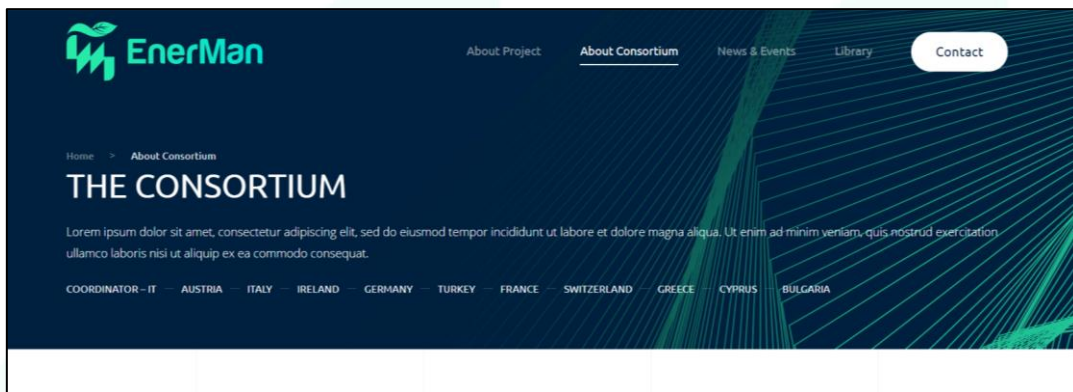 EnerMan
About Project About Consortium News & Events Library Contact
Home > About Consortium
THE CONSORTIUM
Lorem ipsum dolor sit amet, consectetur adipiscing elit, sed do eiusmod tempor incididunt ut labore et dolore magna aliqua. Ut enim ad minim veniam, quis nostrud exercitation
ullamco laboris nisi ut aliquip ex ea commodo consequat.
COORDINATOR – IT — AUSTRIA — ITALY — IRELAND — GERMANY — TURKEY — FRANCE — SWITZERLAND — GREECE — CYPRUS — BULGARIA